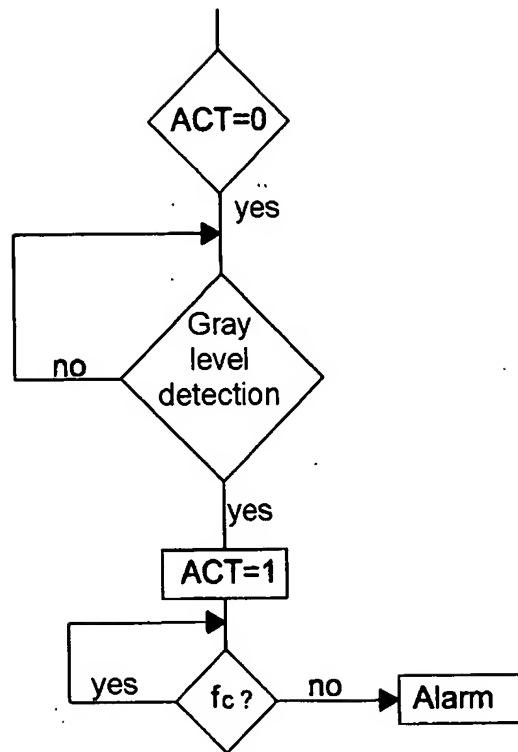 ACT=0
yes
Gray
level
detection
no
yes
ACT=1
yes
fc?
no
Alarm